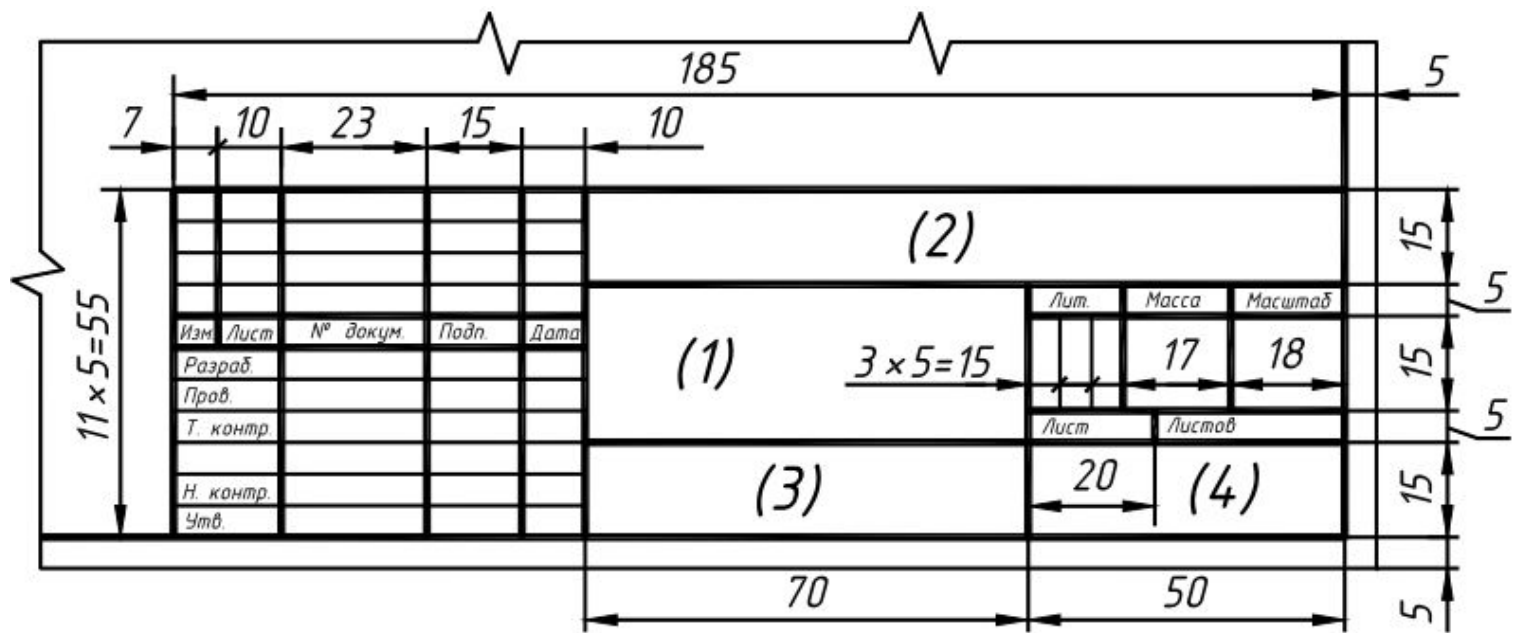 185
5
7 10 23 15 10
(2)
15
5
Лит. Масса Масштаб
11×5=55
Изм. Лист № докум. Подп. Дата
(1)
3×5=15
17
18
15
Разраб.
Пров.
Т. контр.
Лист Листов
5
(3)
20
(4)
15
Н. контр.
Утв.
70
50
5